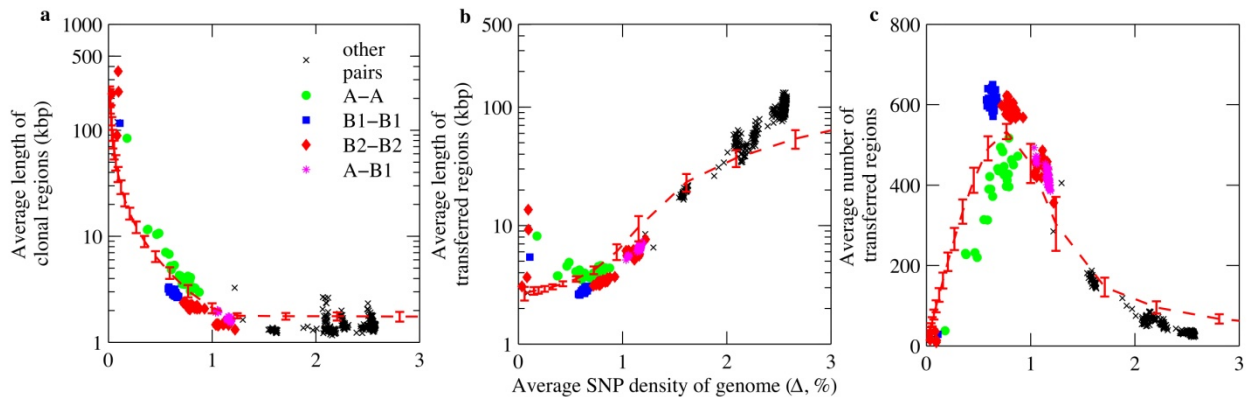 a
Average length of
clonal regions (kbp)
1000
500
100
10
1
0
1
2
3
other
pairs
A−A
B1−B1
B2−B2
A−B1
b
Average length of
transferred regions (kbp)
500
100
10
1
0
1
2
3
Average SNP density of genome (Δ, %)
c
Average number of
transferred regions
800
600
400
200
0
0
1
2
3